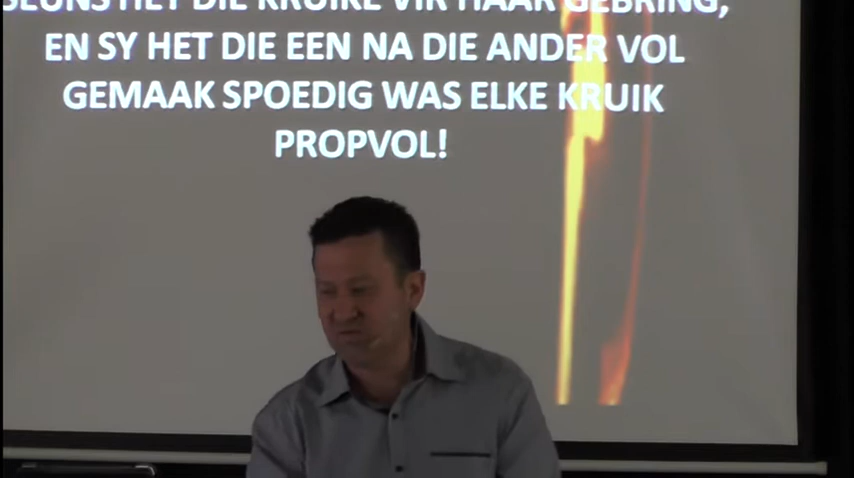 SEUNS HET DIE KRUIKE VIR HAAR GEBRING,
EN SY HET DIE EEN NA DIE ANDER VOL
GEMAAK SPOEDIG WAS ELKE KRUIK
PROPVOL!